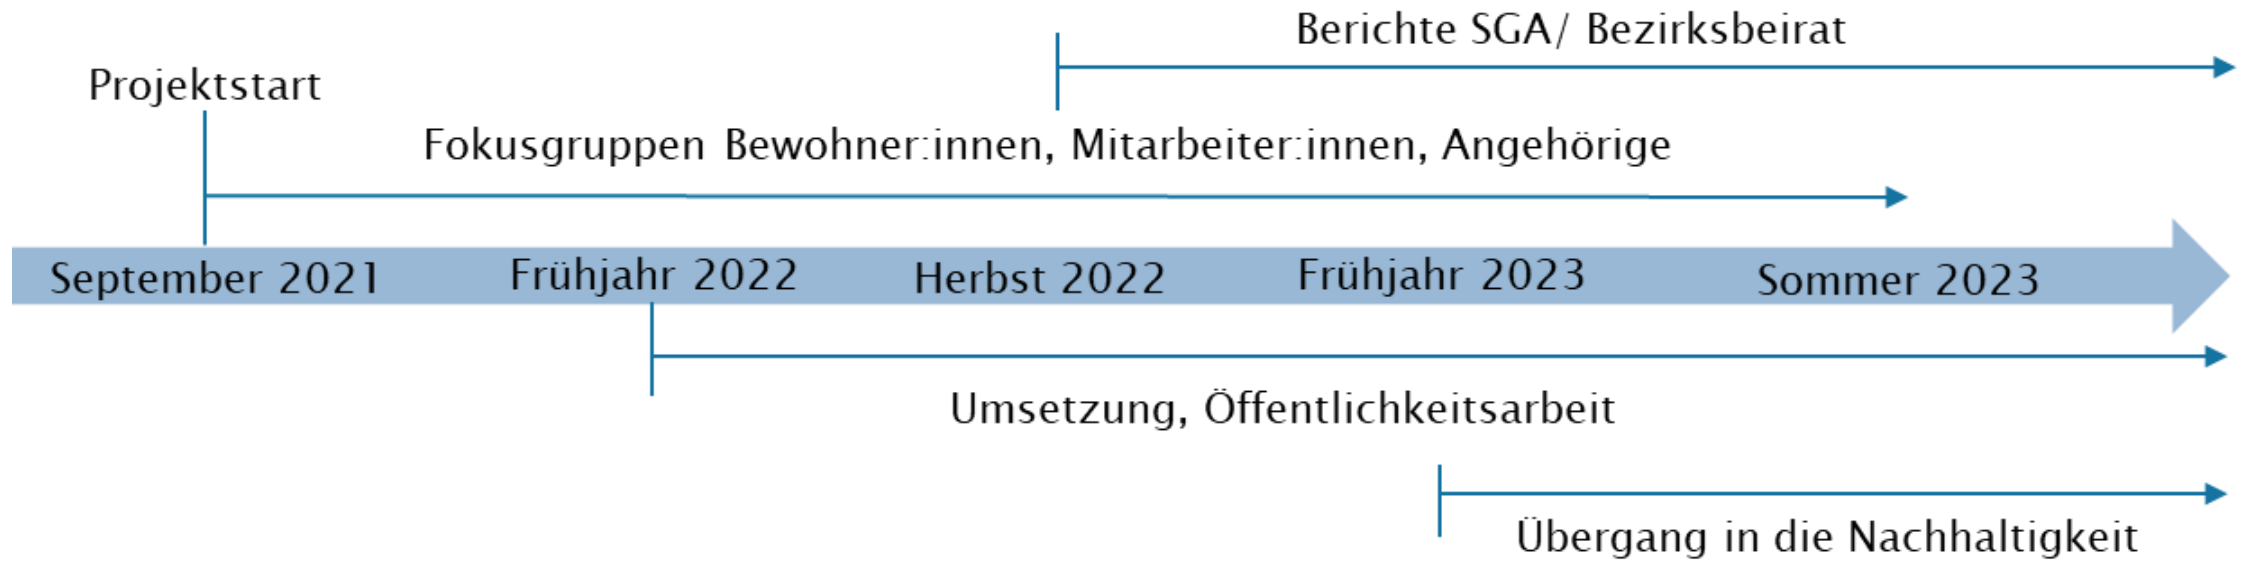 Berichte SGA/ Bezirksbeirat
Projektstart
Fokusgruppen Bewohner:innen, Mitarbeiter:innen, Angehörige
September 2021
Frühjahr 2022
Herbst 2022
Frühjahr 2023
Sommer 2023
Umsetzung, Öffentlichkeitsarbeit
Übergang in die Nachhaltigkeit